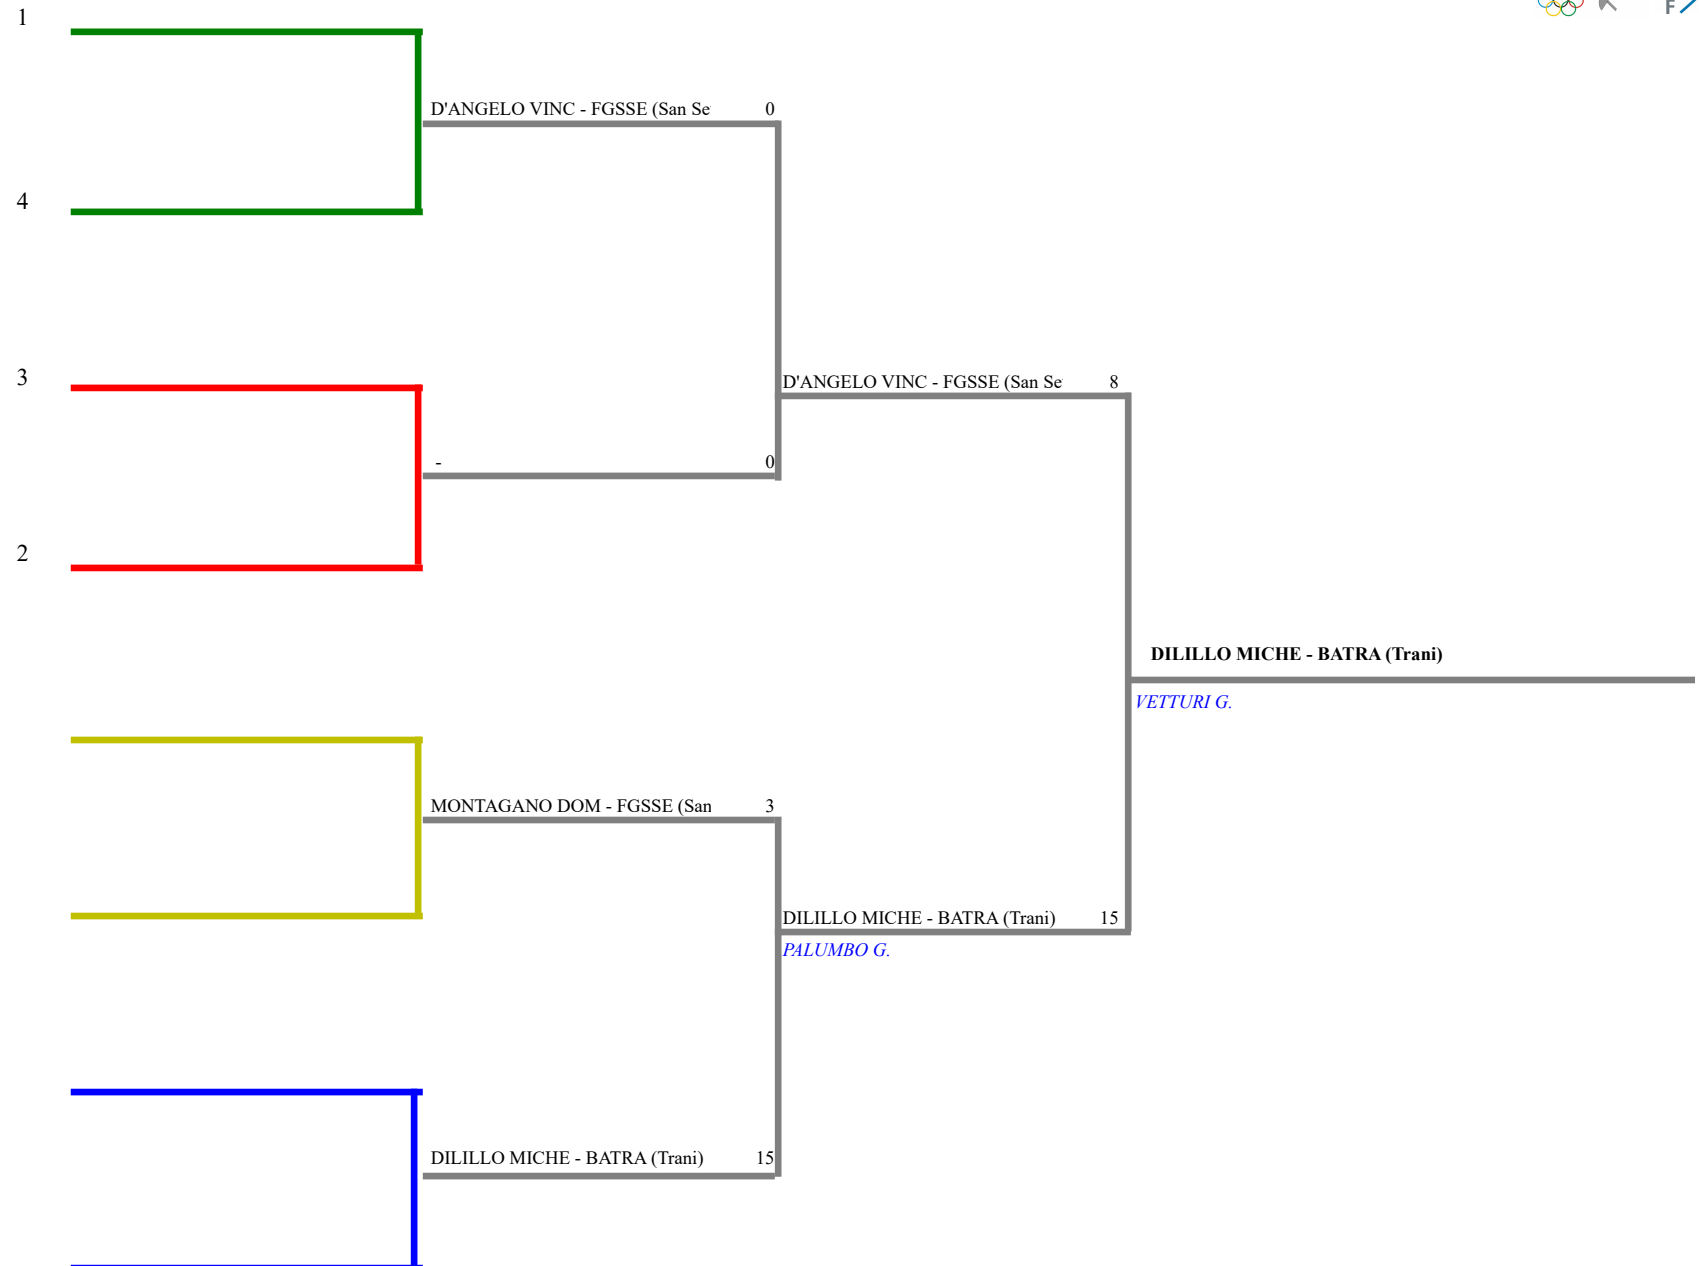 1
D'ANGELO VINC - FGSSE (San Se 0
4
3
D'ANGELO VINC - FGSSE (San Se 8
- 0
2
DILILLO MICHE - BATRA (Trani)
VETTURI G.
MONTAGANO DOM - FGSSE (San 3
DILILLO MICHE - BATRA (Trani) 15
PALUMBO G.
DILILLO MICHE - BATRA (Trani) 15
F